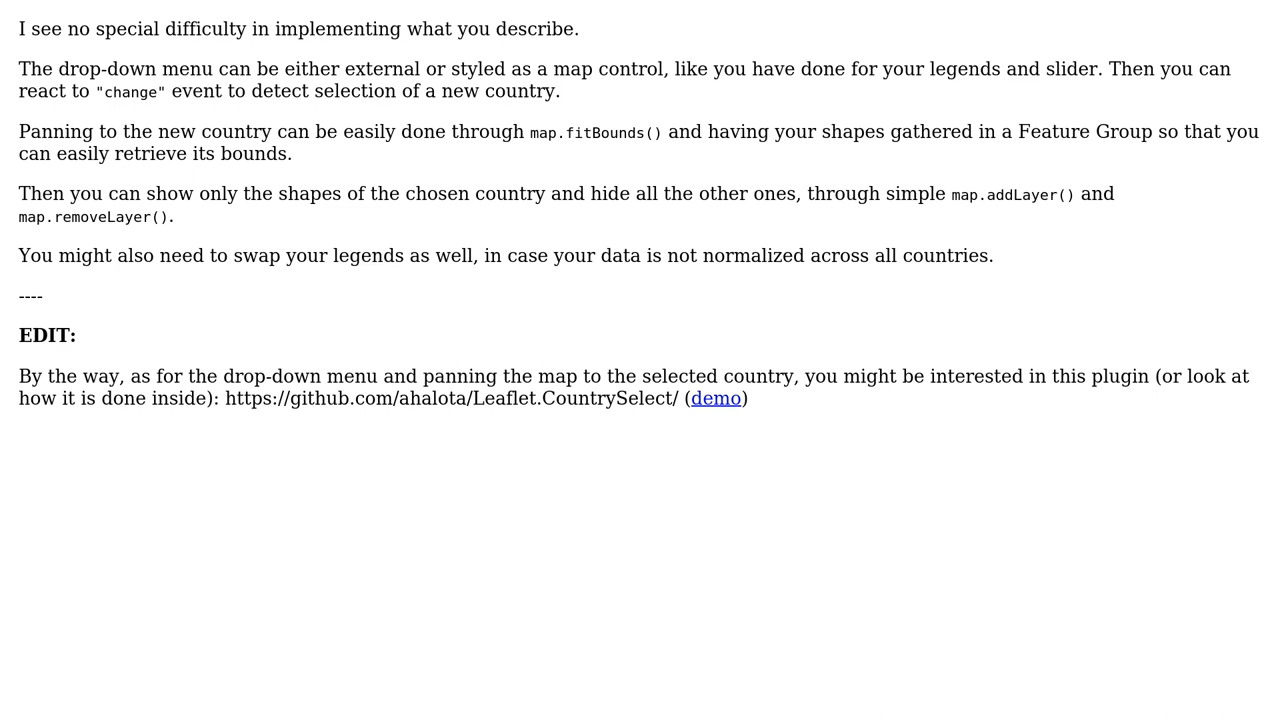 I see no special difficulty in implementing what you describe.
The drop-down menu can be either external or styled as a map control, like you have done for your legends and slider. Then you can
react to "change" event to detect selection of a new country.
Panning to the new country can be easily done through map.fitBounds() and having your shapes gathered in a Feature Group so that you
can easily retrieve its bounds.
Then you can show only the shapes of the chosen country and hide all the other ones, through simple map.addLayer() and
map.removeLayer().
You might also need to swap your legends as well, in case your data is not normalized across all countries.
----
EDIT:
By the way, as for the drop-down menu and panning the map to the selected country, you might be interested in this plugin (or look at
how it is done inside): https://github.com/ahalota/Leaflet.CountrySelect/ (demo)